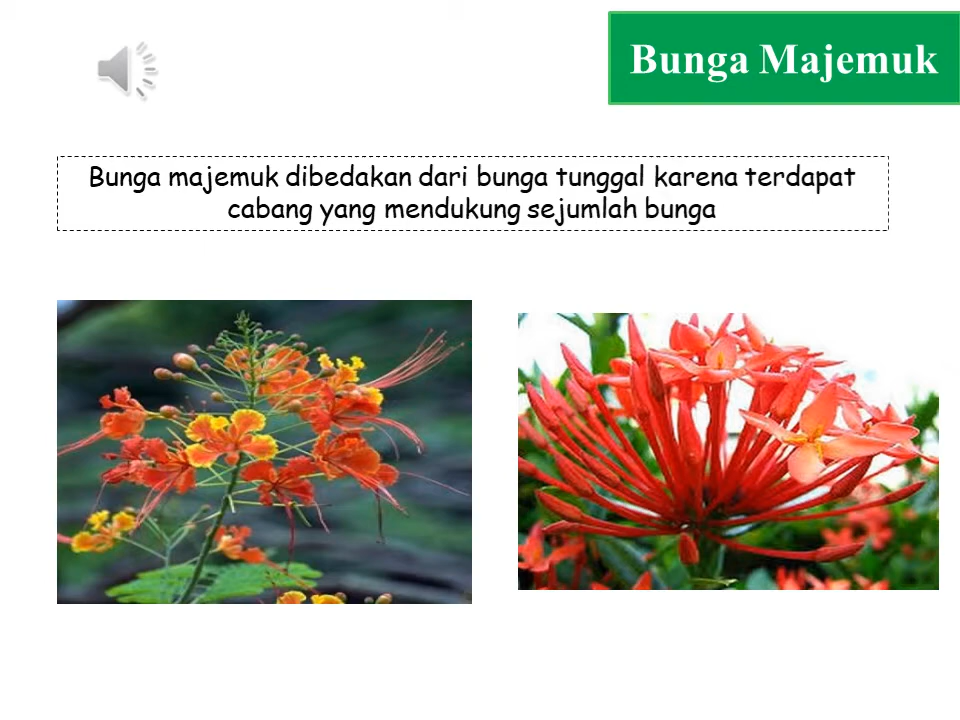 Bunga Majemuk
Bunga majemuk dibedakan dari bunga tunggal karena terdapat
cabang yang mendukung sejumlah bunga